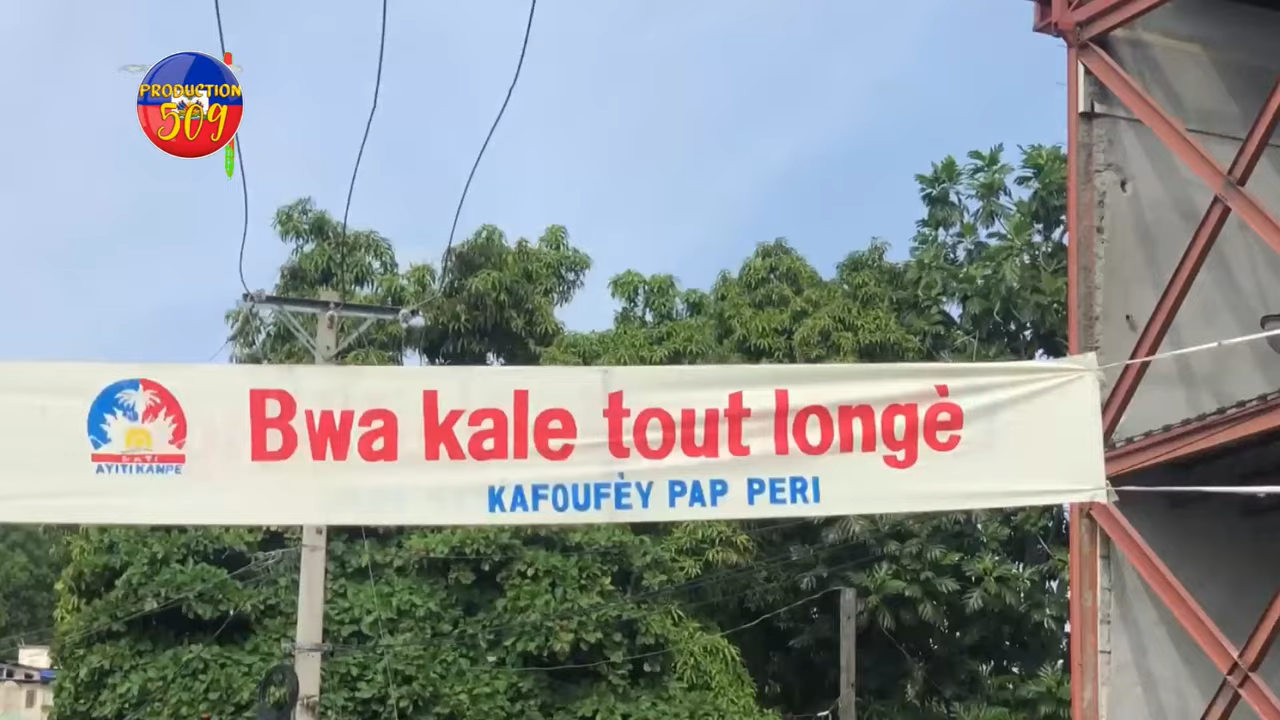 PRODUCTION
509
Bwa kale tout longè
AYITI KANPE
KAFOUFÈY PAP PERI